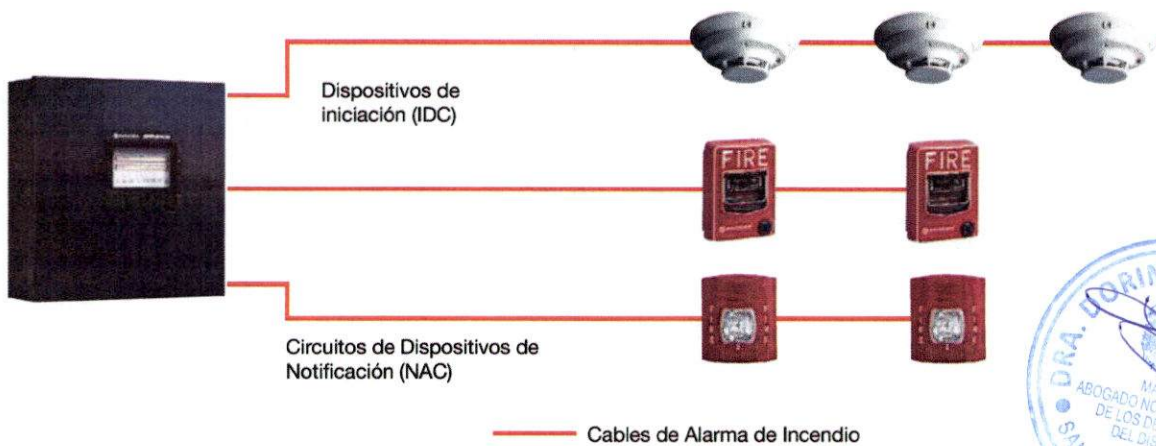 Dispositivos de
iniciación (IDC)
FIRE
FIRE
Circuitos de Dispositivos de
Notificación (NAC)
Cables de Alarma de Incendio
DRA.
ABOGADO
DE LOS
DEL